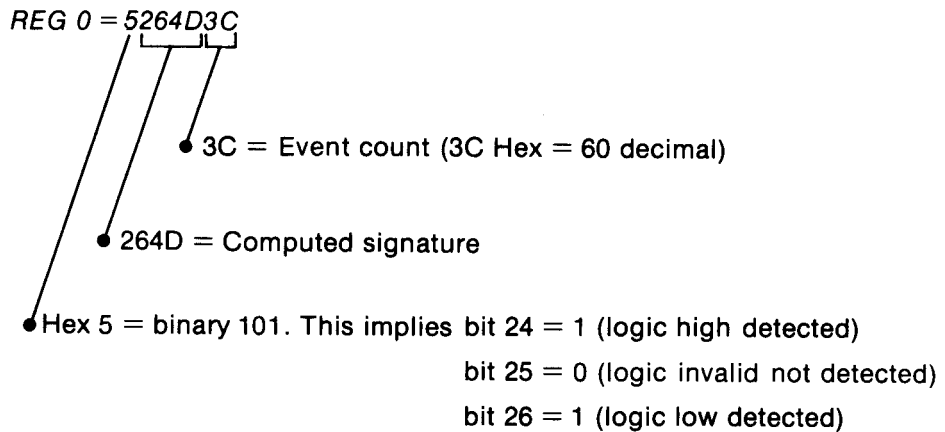 REG 0 = 5264D3C
3C = Event count (3C Hex = 60 decimal)
264D = Computed signature
Hex 5 = binary 101. This implies bit 24 = 1 (logic high detected)
bit 25 = 0 (logic invalid not detected)
bit 26 = 1 (logic low detected)